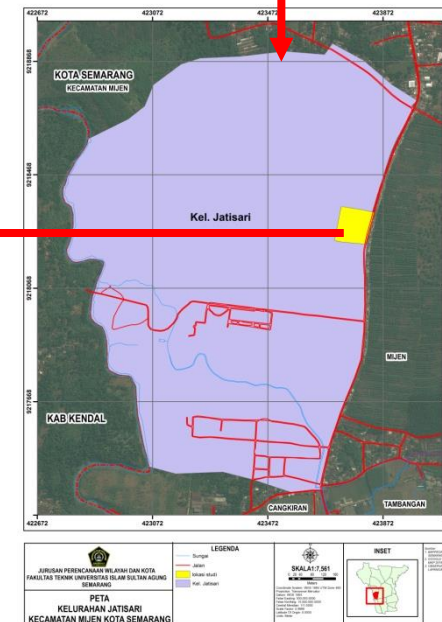 422672 423072 423472 423872
9218868
KOTA SEMARANG
KECAMATAN MIJEN
9218468
Kel. Jatisari
9218068
MIJEN
9217668
KAB KENDAL
CANGKIRAN
TAMBANGAN
422672 423072 423472 423872
JURUSAN PERENCANAAN WILAYAH DAN KOTA
FAKULTAS TEKNIK UNIVERSITAS ISLAM SULTAN AGUNG
SEMARANG
PETA
KELURAHAN JATISARI
KECAMATAN MIJEN KOTA SEMARANG
LEGENDA
Sungai
Jalan
lokasi studi
Kel. Jatisari
SKALA1:7,561
INSET